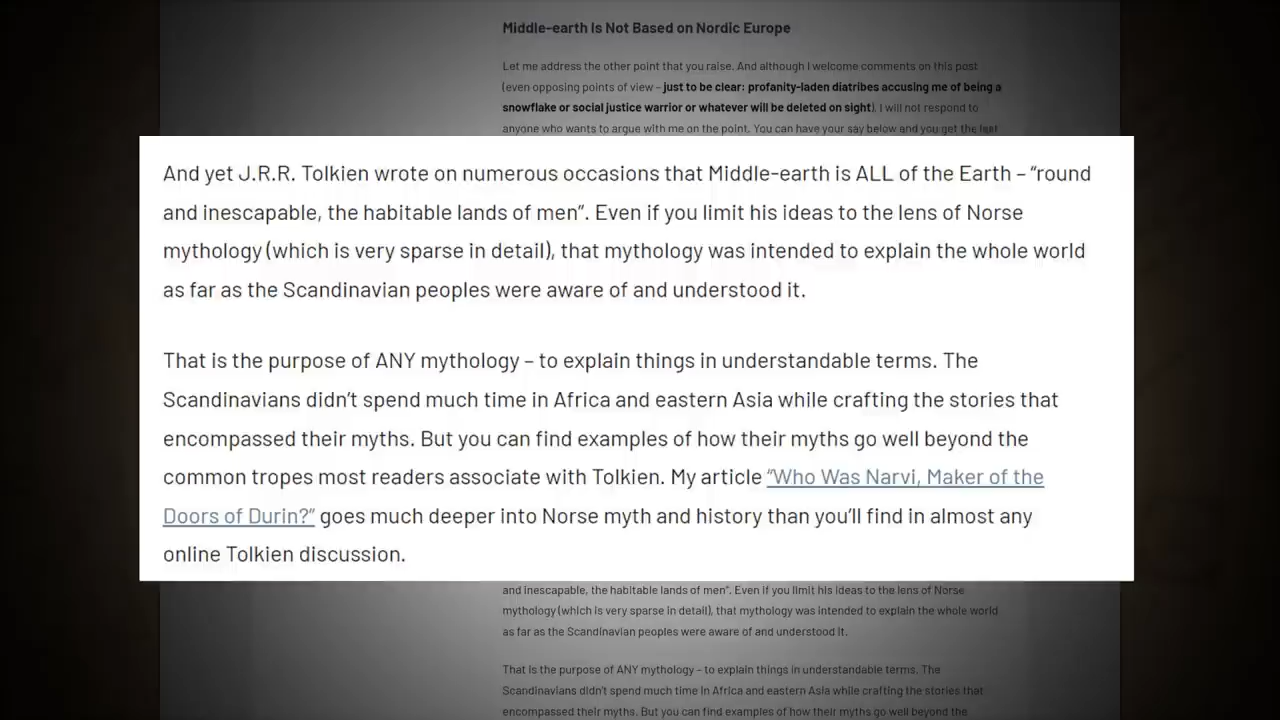 Middle-earth Is Not Based on Nordic Europe
Let me address the other point that you raise. And although I welcome comments on this post
(even opposing points of view – just to be clear: profanity-laden diatribes accusing me of being a
snowflake or social justice warrior or whatever will be deleted on sight). I will not respond to
anyone who wants to argue with me on the point. You can have your say below and you get the last
And yet J.R.R. Tolkien wrote on numerous occasions that Middle-earth is ALL of the Earth – “round
and inescapable, the habitable lands of men”. Even if you limit his ideas to the lens of Norse
mythology (which is very sparse in detail), that mythology was intended to explain the whole world
as far as the Scandinavian peoples were aware of and understood it.
That is the purpose of ANY mythology – to explain things in understandable terms. The
Scandinavians didn’t spend much time in Africa and eastern Asia while crafting the stories that
encompassed their myths. But you can find examples of how their myths go well beyond the
common tropes most readers associate with Tolkien. My article “Who Was Narvi, Maker of the
Doors of Durin?” goes much deeper into Norse myth and history than you’ll find in almost any
online Tolkien discussion.
and inescapable, the habitable lands of men”. Even if you limit his ideas to the lens of Norse
mythology (which is very sparse in detail), that mythology was intended to explain the whole world
as far as the Scandinavian peoples were aware of and understood it.
That is the purpose of ANY mythology – to explain things in understandable terms. The
Scandinavians didn’t spend much time in Africa and eastern Asia while crafting the stories that
encompassed their myths. But you can find examples of how their myths go well beyond the